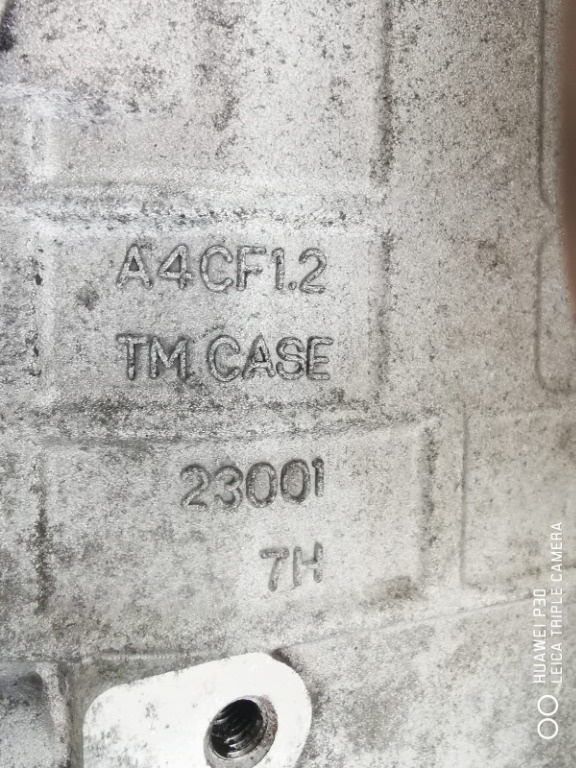 A4CF1.2
TM CASE
23001
7H
HUAWEI P30
LEICA TRIPLE CAMERA